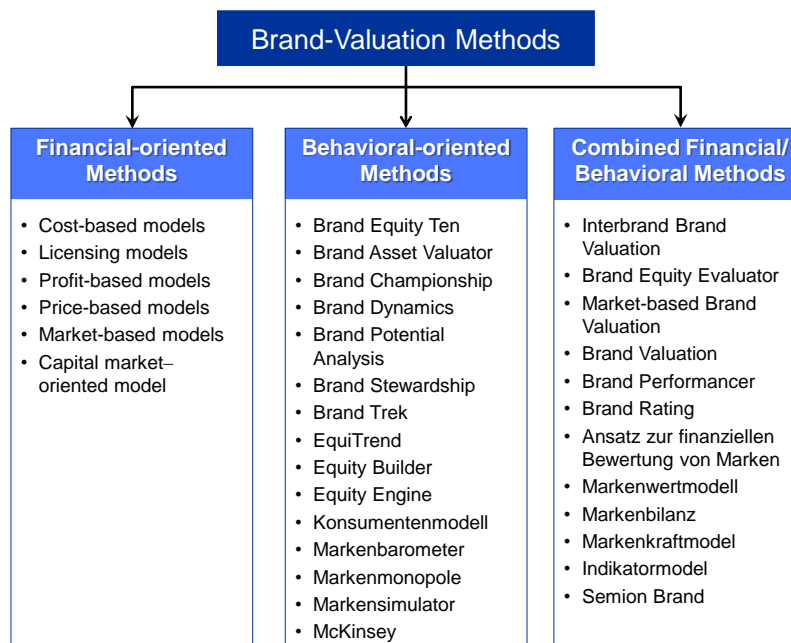 Brand-Valuation Methods
Financial-oriented
Methods
• Cost-based models
• Licensing models
• Profit-based models
• Price-based models
• Market-based models
• Capital market–
oriented model
Behavioral-oriented
Methods
• Brand Equity Ten
• Brand Asset Valuator
• Brand Championship
• Brand Dynamics
• Brand Potential
Analysis
• Brand Stewardship
• Brand Trek
• EquiTrend
• Equity Builder
• Equity Engine
• Konsumentenmodell
• Markenbarometer
• Markenmonopole
• Markensimulator
• McKinsey
Combined Financial/
Behavioral Methods
• Interbrand Brand
Valuation
• Brand Equity Evaluator
• Market-based Brand
Valuation
• Brand Valuation
• Brand Performancer
• Brand Rating
• Ansatz zur finanziellen
Bewertung von Marken
• Markenwertmodell
• Markenbilanz
• Markenkraftmodel
• Indikatormodel
• Semion Brand